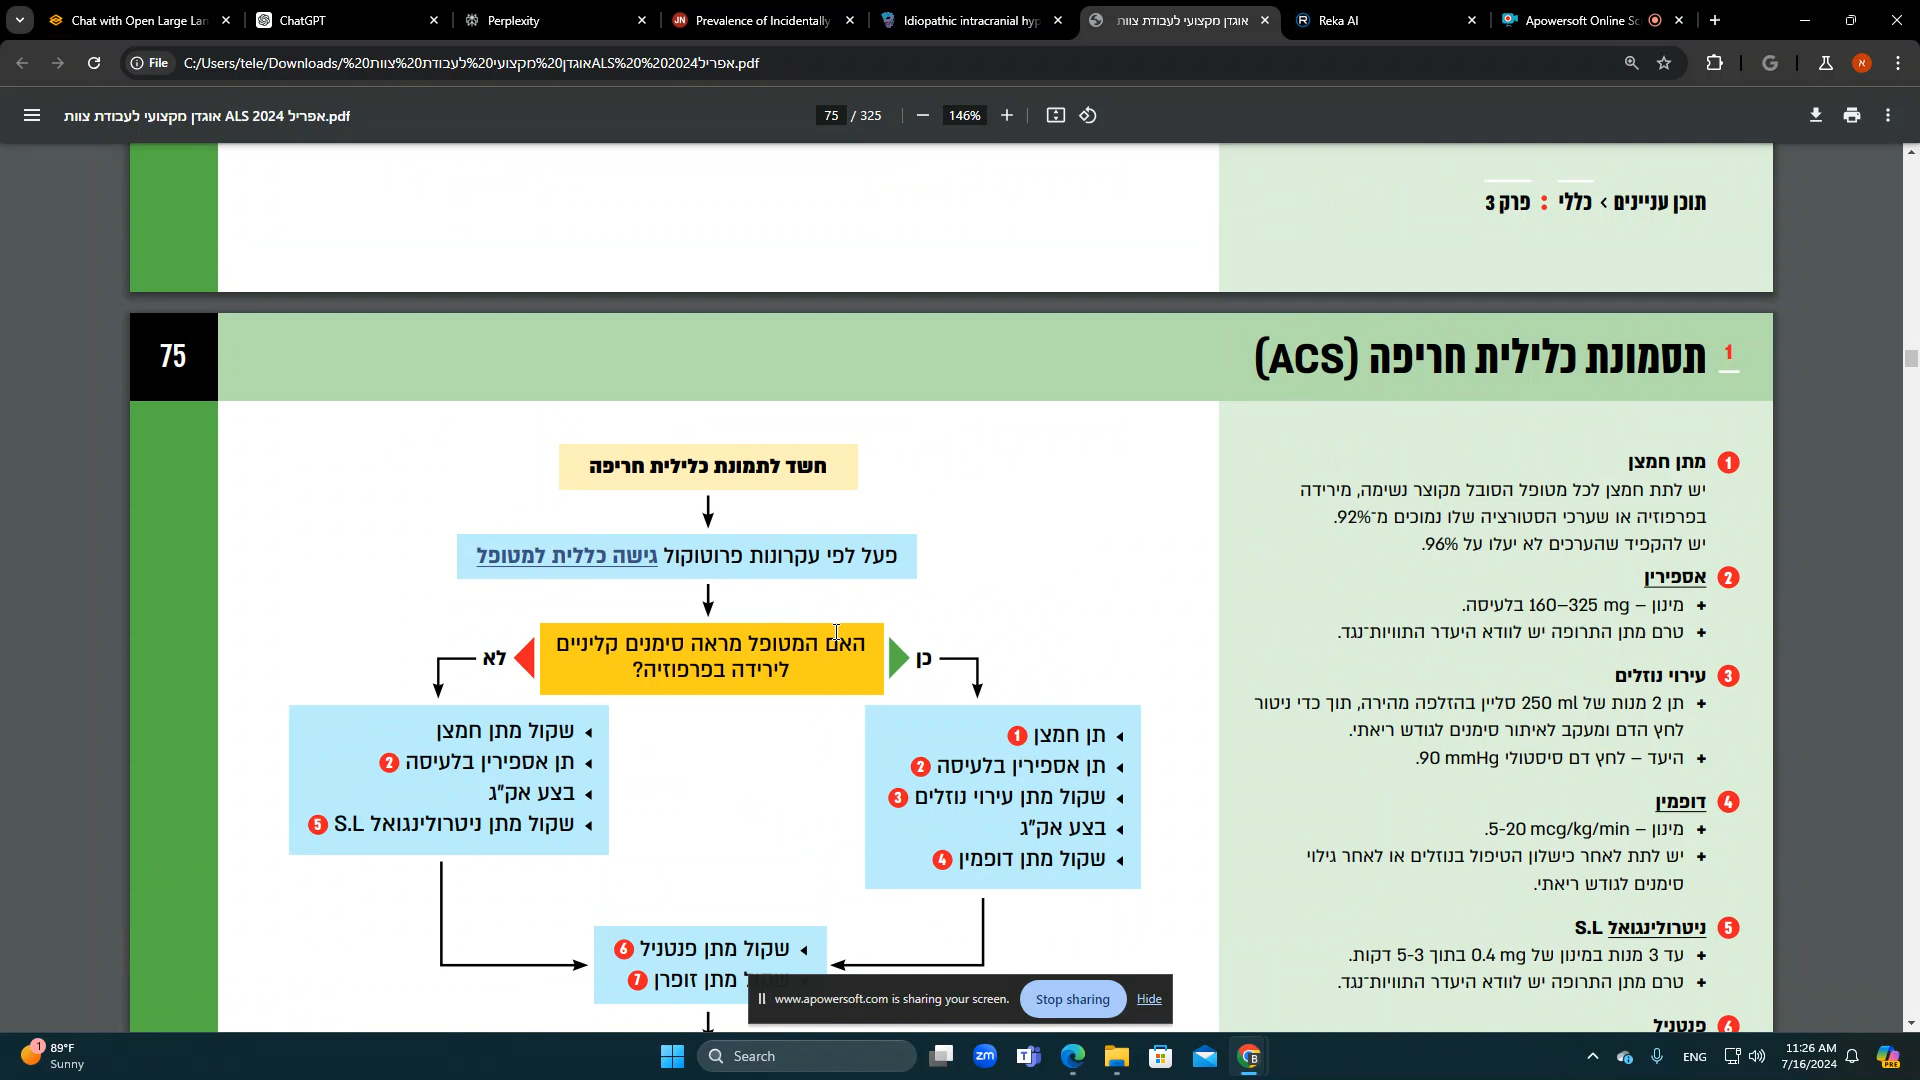 Chat with Open Large Lan
ChatGPT
Perplexity
Prevalence of Incidentally
Idiopathic intracranial hyp
אוגדן מקצועי לעבודת צוות
Reka AI
Apowersoft Online Sc
File
C:/Users/tele/Downloads/אוגדן%20מקצועי%20לעבודת%20צוות%20ALS%20%202024אפריל.pdf
אוגדן מקצועי לעבודת צוות ALS 2024 אפריל.pdf
75 / 325
146%
תוכן עניינים › כללי : פרק 3
75
1 תסמונת כלילית חריפה (ACS)
חשד לתמונת כלילית חריפה
פעל לפי עקרונות פרוטוקול גישה כללית למטופל
האם המטופל מראה סימנים קליניים
לירידה בפרפוזיה?
כן
לא
תן חמצן 1
תן אספירין בלעיסה 2
שקול מתן עירוי נוזלים 3
בצע אק"ג
שקול מתן דופמין 4
שקול מתן חמצן
תן אספירין בלעיסה 2
בצע אק"ג
שקול מתן ניטרולינגואל S.L 5
שקול מתן פנטניל 6
מתן זופרן 7
1 מתן חמצן
יש לתת חמצן לכל מטופל הסובל מקוצר נשימה, מירידה
בפרפוזיה או שערכי הסטורציה שלו נמוכים מ־92%.
יש להקפיד שהערכים לא יעלו על 96%.
2 אספירין
+ מינון – 160–325 mg בלעיסה.
+ טרם מתן התרופה יש לוודא היעדר התוויות־נגד.
3 עירוי נוזלים
+ תן 2 מנות של 250 ml סליין בהזלפה מהירה, תוך כדי ניטור
לחץ הדם ומעקב לאיתור סימנים לגודש ריאתי.
+ היעד – לחץ דם סיסטולי 90 mmHg.
4 דופמין
+ מינון – 5-20 mcg/kg/min.
+ יש לתת לאחר כישלון הטיפול בנוזלים או לאחר גילוי
סימנים לגודש ריאתי.
5 ניטרולינגואל S.L
+ עד 3 מנות במינון של 0.4 mg בתוך 5-3 דקות.
+ טרם מתן התרופה יש לוודא היעדר התוויות־נגד.
6 פנטניל
www.apowersoft.com is sharing your screen.
Stop sharing
Hide
1
89°F
Sunny
Search
zm
ENG
11:26 AM
7/16/2024
PRE